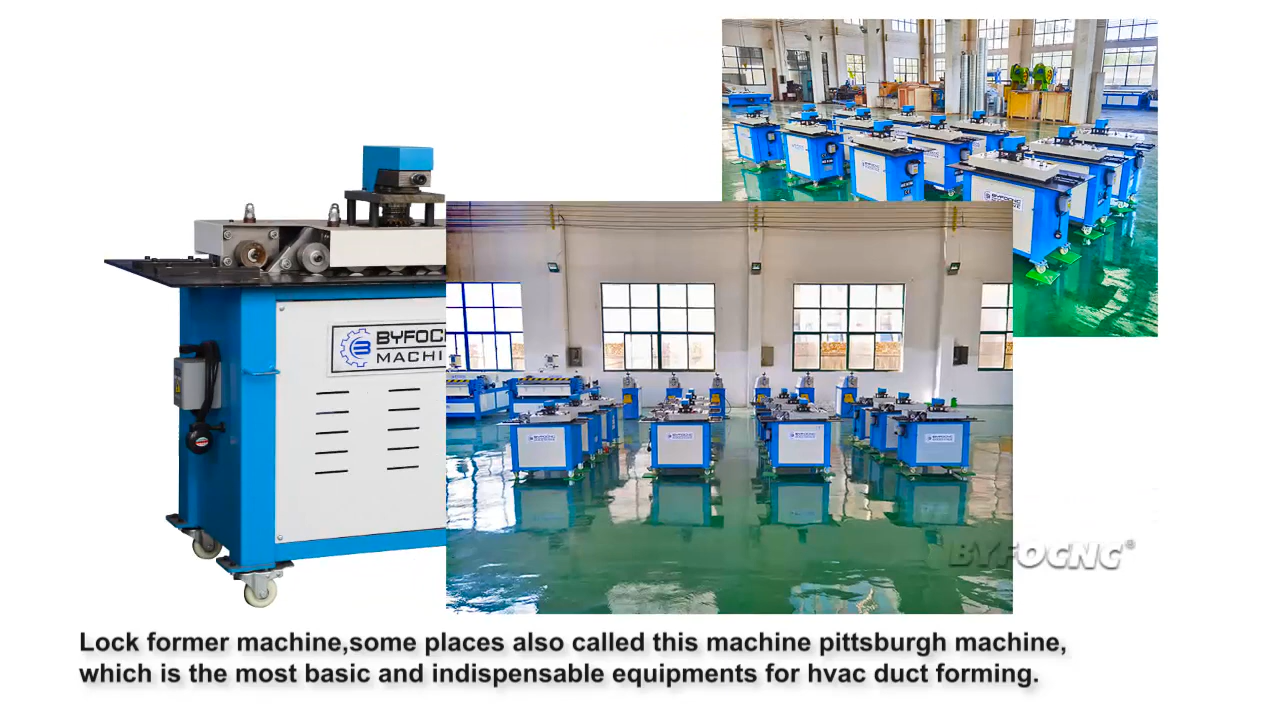 BYFOC
MACHI
BYFOCNG®
Lock former machine,some places also called this machine pittsburgh machine,
which is the most basic and indispensable equipments for hvac duct forming.